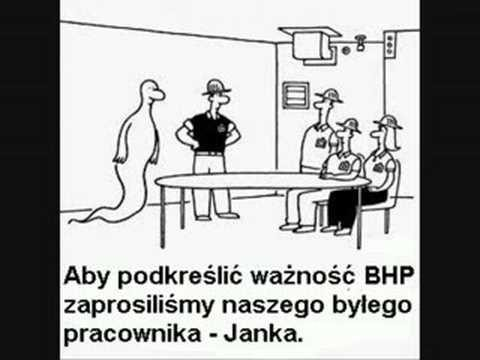 Aby podkreślić ważność BHP
zaprosiliśmy naszego byłego
pracownika - Janka.